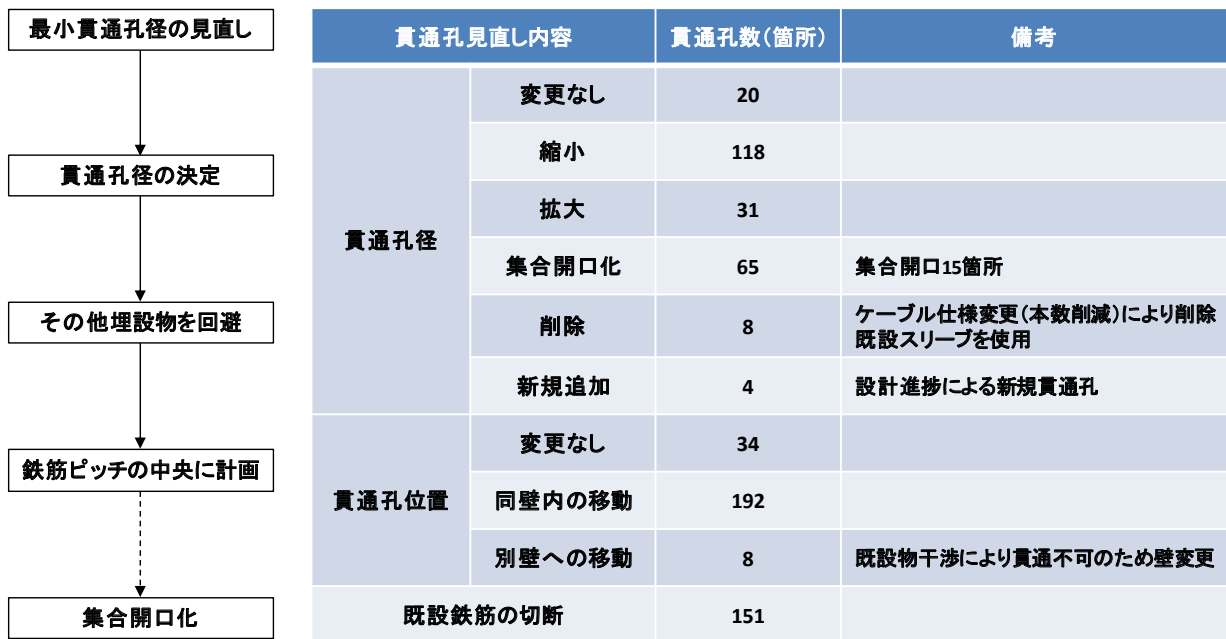 最小貫通孔径の見直し
貫通孔径の決定
その他埋設物を回避
鉄筋ピッチの中央に計画
集合開口化
貫通孔見直し内容 貫通孔数(箇所) 備考
貫通孔径
変更なし 20
縮小 118
拡大 31
集合開口化 65 集合開口15箇所
削除 8 ケーブル仕様変更(本数削減)により削除
既設スリーブを使用
新規追加 4 設計進捗による新規貫通孔
貫通孔位置
変更なし 34
同壁内の移動 192
別壁への移動 8 既設物干渉により貫通不可のため壁変更
既設鉄筋の切断 151